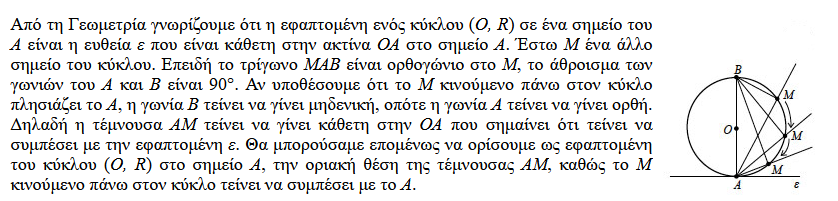 Από τη Γεωμετρία γνωρίζουμε ότι η εφαπτομένη ενός κύκλου (O, R) σε ένα σημείο του
A είναι η ευθεία ε που είναι κάθετη στην ακτίνα OA στο σημείο A. Έστω M ένα άλλο
σημείο του κύκλου. Επειδή το τρίγωνο MAB είναι ορθογώνιο στο M, το άθροισμα των
γωνιών του A και B είναι 90°. Αν υποθέσουμε ότι το M κινούμενο πάνω στον κύκλο
πλησιάζει το A, η γωνία B τείνει να γίνει μηδενική, οπότε η γωνία A τείνει να γίνει ορθή.
Δηλαδή η τέμνουσα AM τείνει να γίνει κάθετη στην OA που σημαίνει ότι τείνει να
συμπέσει με την εφαπτομένη ε. Θα μπορούσαμε επομένως να ορίσουμε ως εφαπτομένη
του κύκλου (O, R) στο σημείο A, την οριακή θέση της τέμνουσας AM, καθώς το M
κινούμενο πάνω στον κύκλο τείνει να συμπέσει με το A.
B
M
O
M
M
A
ε